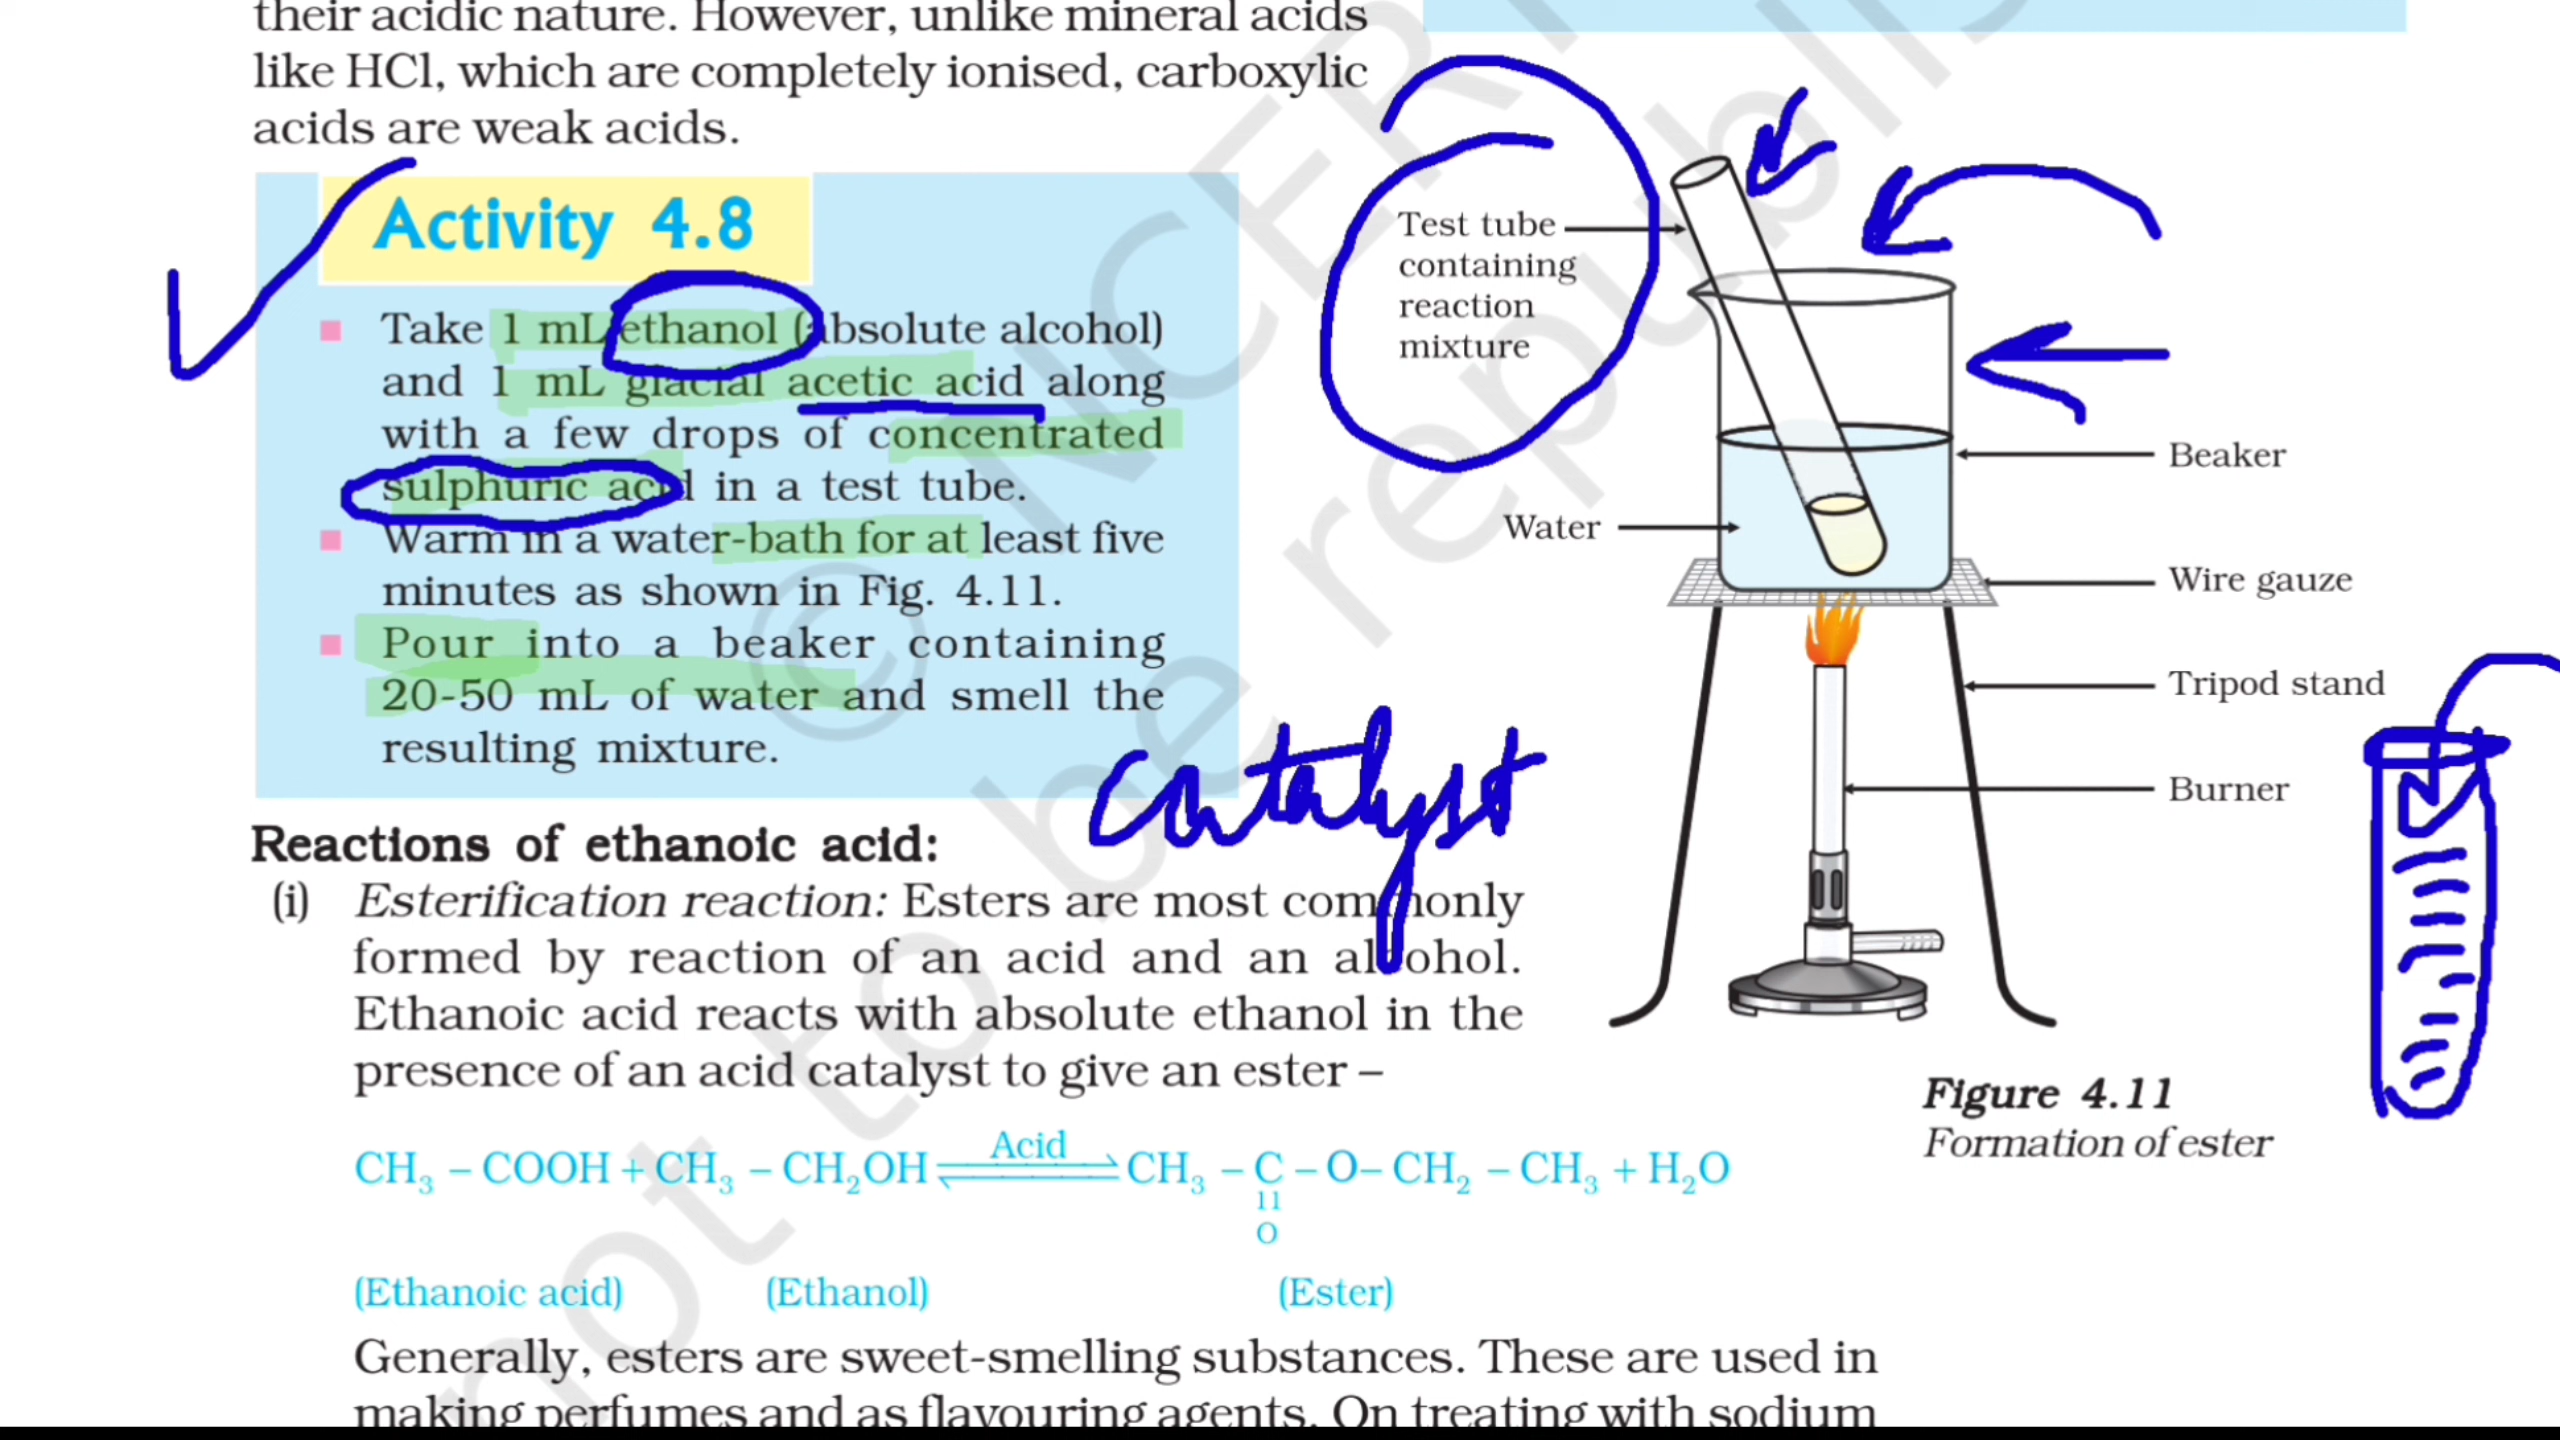 their acidic nature. However, unlike mineral acids
like HCl, which are completely ionised, carboxylic
acids are weak acids.
Activity 4.8
Take 1 mL ethanol (absolute alcohol)
and 1 mL glacial acetic acid along
with a few drops of concentrated
sulphuric acid in a test tube.
Warm in a water-bath for at least five
minutes as shown in Fig. 4.11.
Pour into a beaker containing
20-50 mL of water and smell the
resulting mixture.
catalyst
Test tube
containing
reaction
mixture
Water
Beaker
Wire gauze
Tripod stand
Burner
Figure 4.11
Formation of ester
Reactions of ethanoic acid:
(i) Esterification reaction: Esters are most commonly
formed by reaction of an acid and an alcohol.
Ethanoic acid reacts with absolute ethanol in the
presence of an acid catalyst to give an ester –
Acid
CH₃ – COOH + CH₃ – CH₂OH ⇌ CH₃ – C – O – CH₂ – CH₃ + H₂O
||
O
(Ethanoic acid) (Ethanol) (Ester)
Generally, esters are sweet-smelling substances. These are used in
making perfumes and as flavouring agents. On treating with sodium
© NCERT
not to be republis